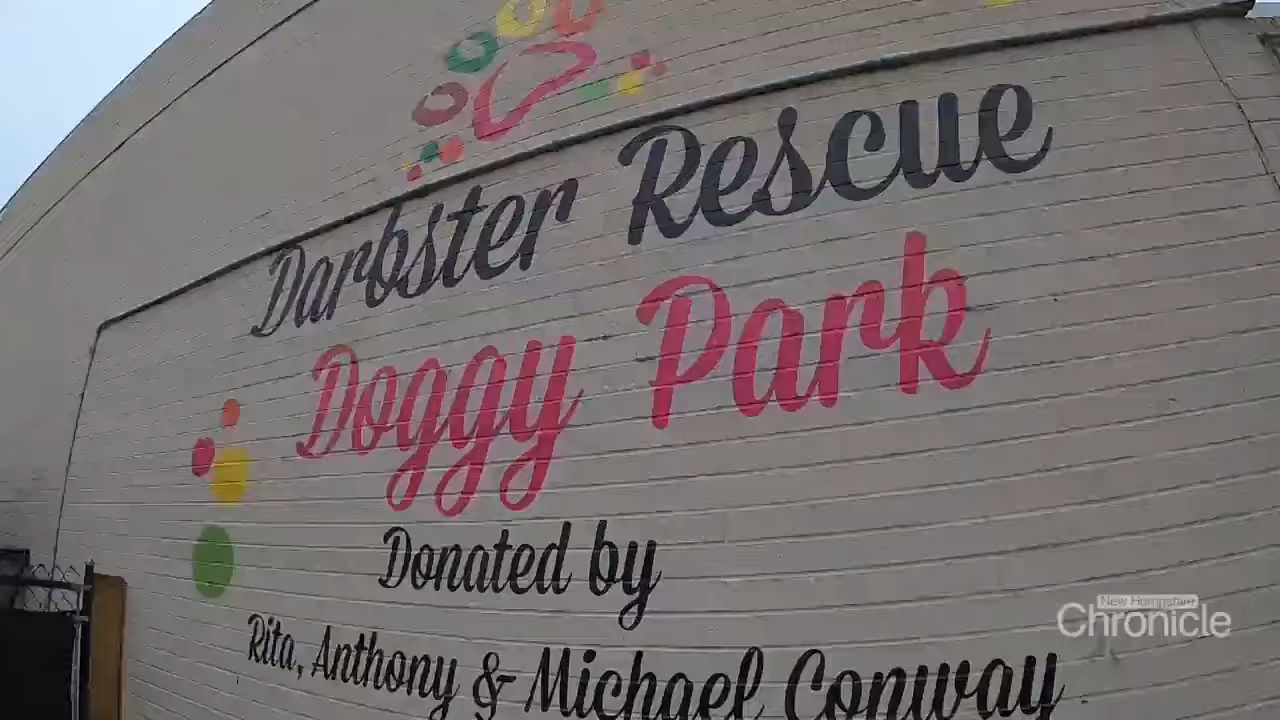 Darbster Rescue
Doggy Park
Donated by
Rita, Anthony & Michael Conway
New Hampshire
Chronicle